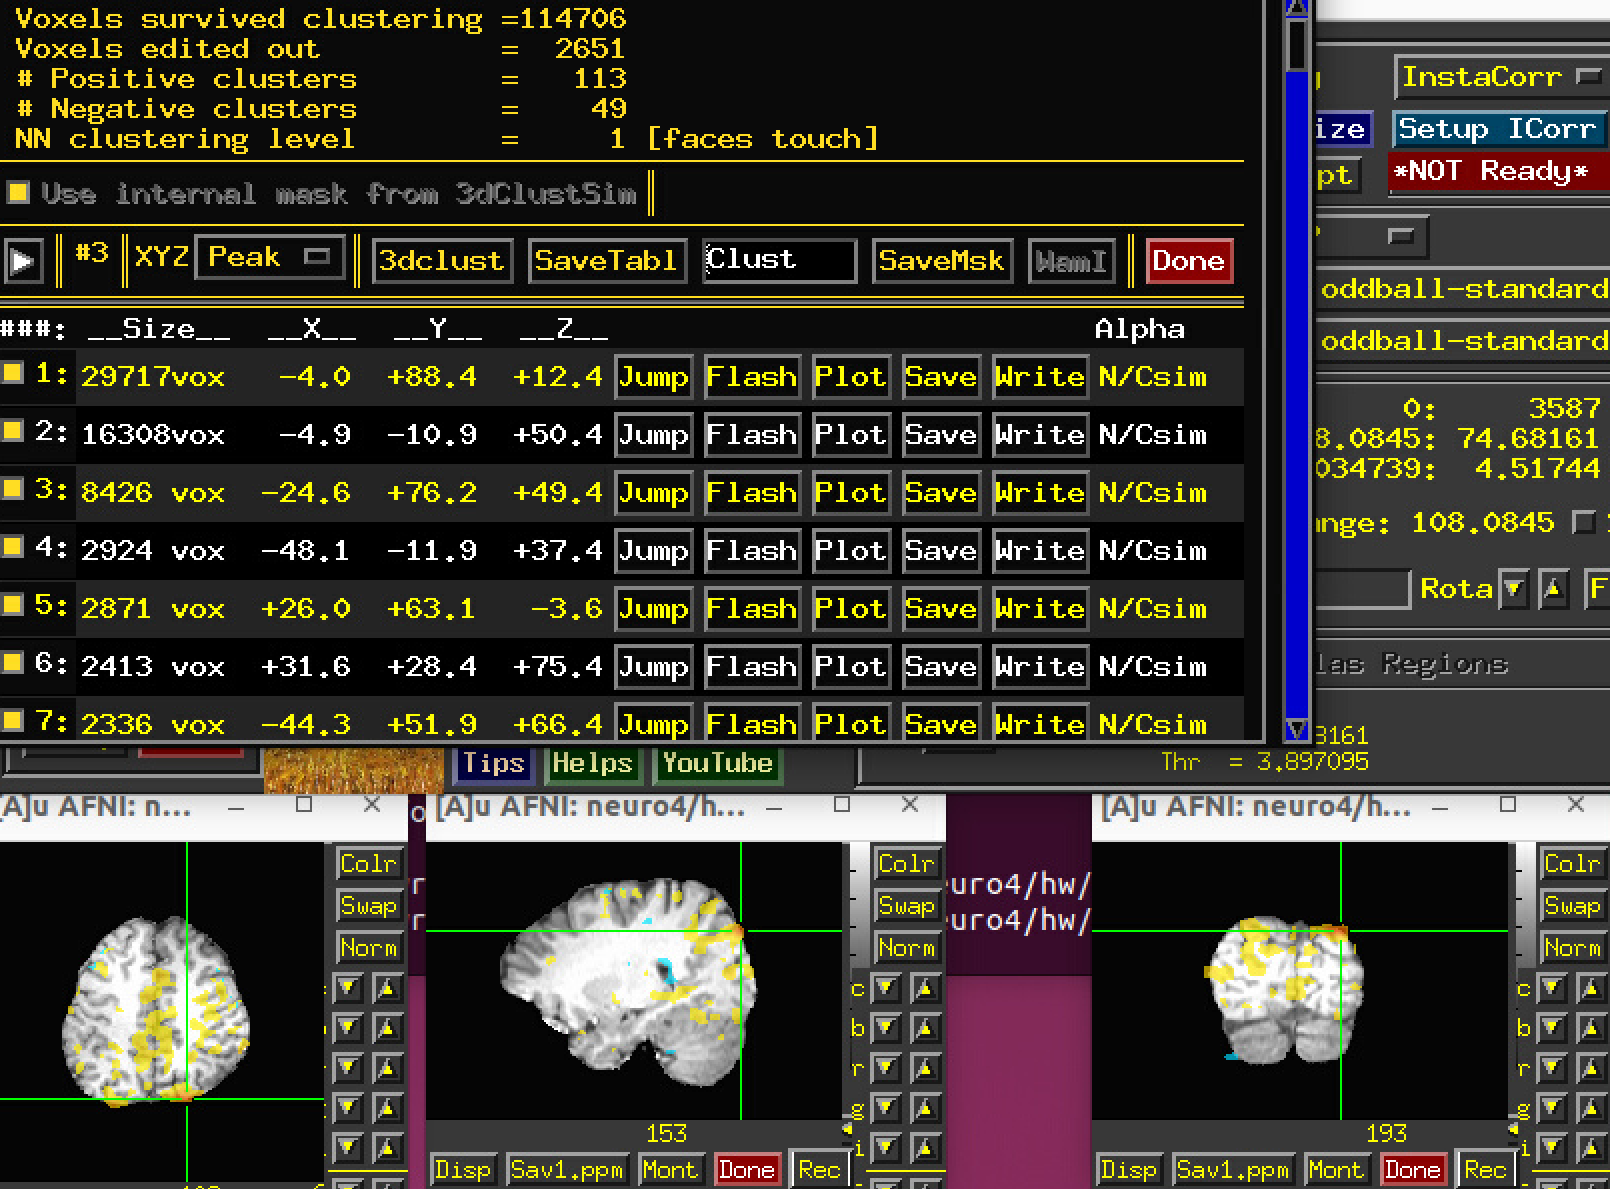 Voxels survived clustering =114706
Voxels edited out = 2651
# Positive clusters = 113
# Negative clusters = 49
NN clustering level = 1 [faces touch]
Use internal mask from 3dClustSim
#3 XYZ Peak 3dclust SaveTabl Clust SaveMsk WamI Done
###: __Size__ __X__ __Y__ __Z__ Alpha
1: 29717vox -4.0 +88.4 +12.4 Jump Flash Plot Save Write N/Csim
2: 16308vox -4.9 -10.9 +50.4 Jump Flash Plot Save Write N/Csim
3: 8426 vox -24.6 +76.2 +49.4 Jump Flash Plot Save Write N/Csim
4: 2924 vox -48.1 -11.9 +37.4 Jump Flash Plot Save Write N/Csim
5: 2871 vox +26.0 +63.1 -3.6 Jump Flash Plot Save Write N/Csim
6: 2413 vox +31.6 +28.4 +75.4 Jump Flash Plot Save Write N/Csim
7: 2336 vox -44.3 +51.9 +66.4 Jump Flash Plot Save Write N/Csim
InstaCorr
ize Setup ICorr
pt *NOT Ready*
oddball-standard
oddball-standard
0: 3587
8.0845: 74.68161
034739: 4.51744
nge: 108.0845
Rota F
las Regions
3161
Thr = 3.897095
Tips Helps YouTube
[A]u AFNI: n...
[A]u AFNI: neuro4/h...
[A]u AFNI: neuro4/h...
euro4/hw/
euro4/hw/
Colr
Swap
Norm
Colr
Swap
Norm
c
b
r
g
i
153
Disp Sav1.ppm Mont Done Rec
Colr
Swap
Norm
c
b
r
g
i
193
Disp Sav1.ppm Mont Done Rec